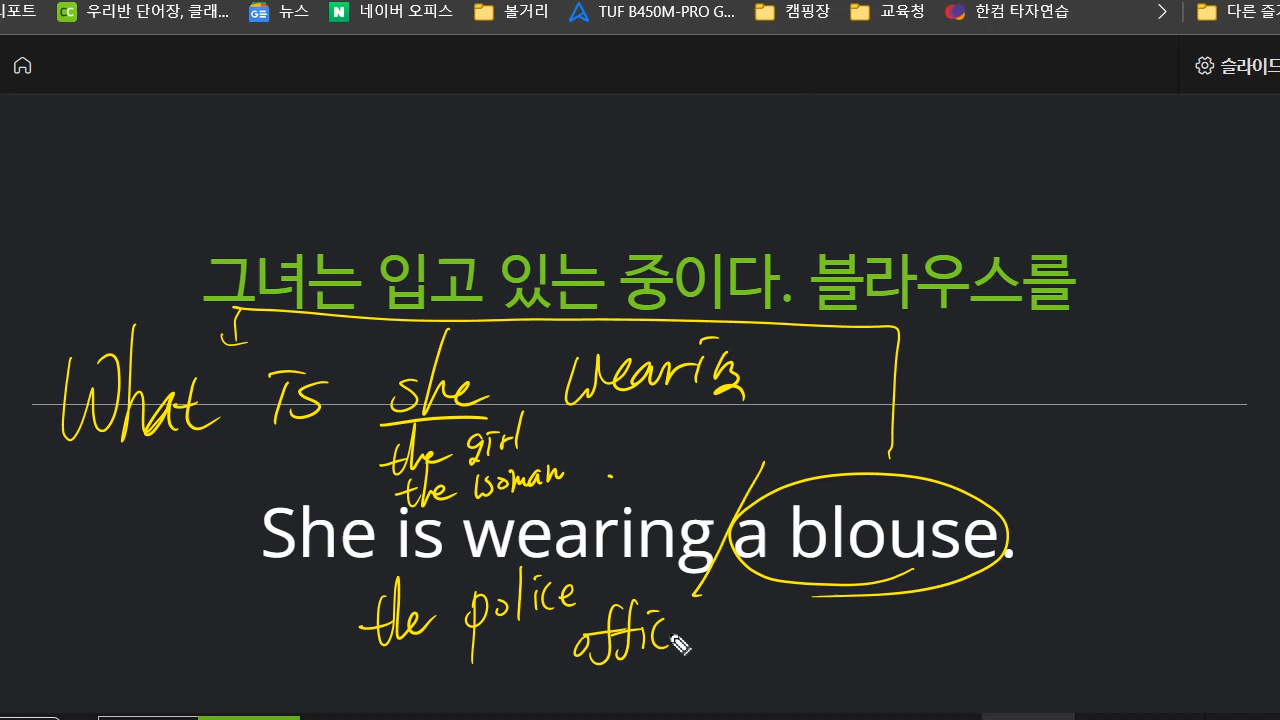 리포트 우리반 단어장, 클래... 뉴스 네이버 오피스 볼거리 TUF B450M-PRO G... 캠핑장 교육청 한컴 타자연습 다른 즐겨
슬라이드
그녀는 입고 있는 중이다. 블라우스를
What is she wearing
the girl
the woman .
She is wearing a blouse.
the police
offic